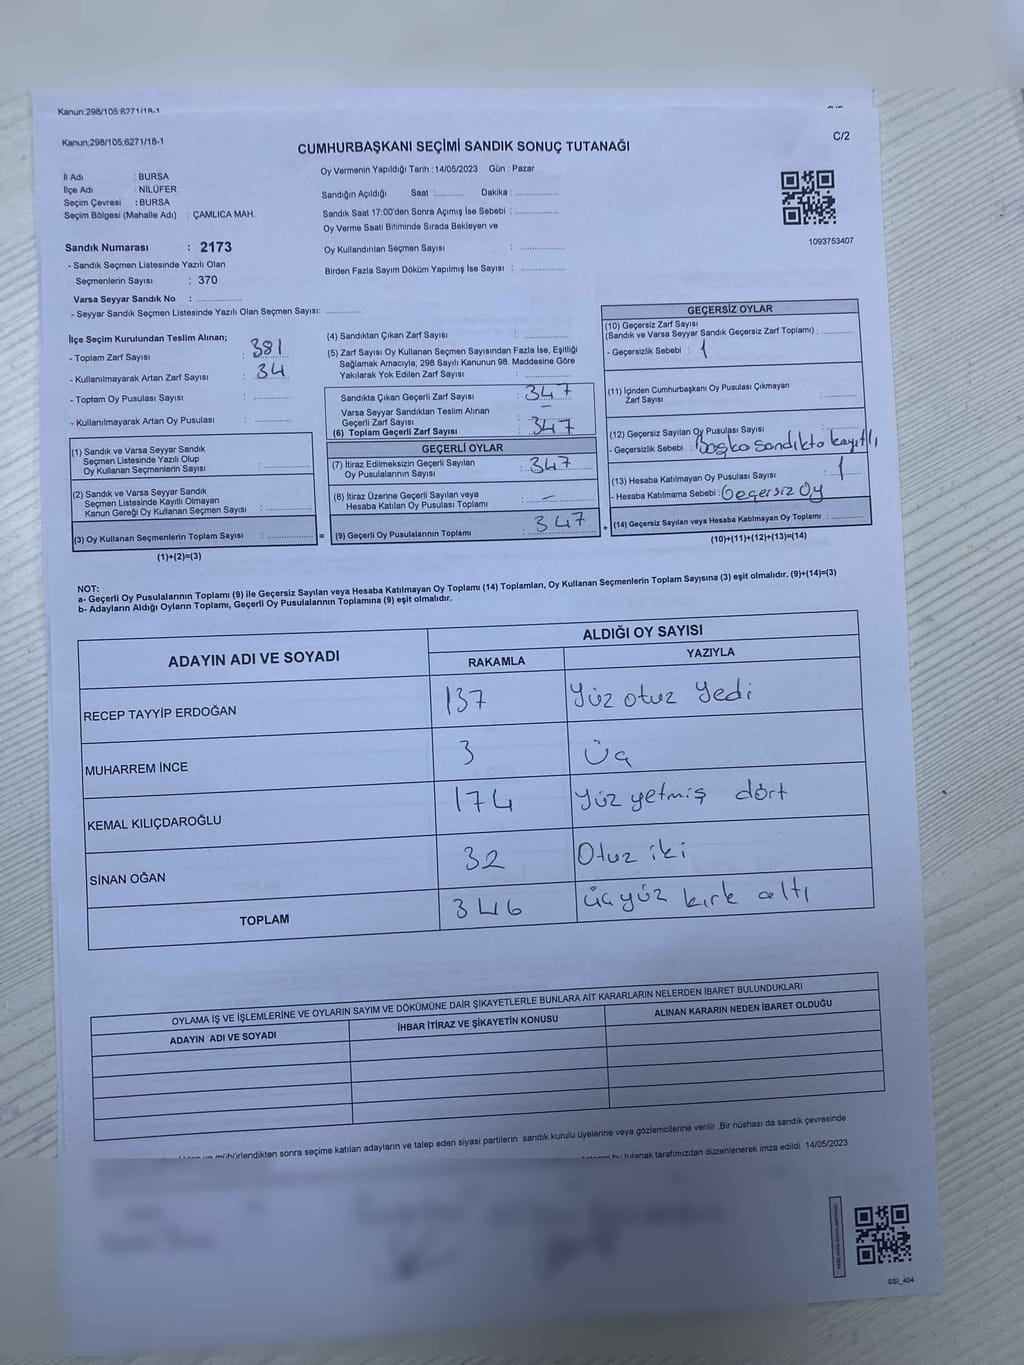 Kanun:298/105;6271/18-1
Kanun:298/105;6271/18-1
C/2
CUMHURBAŞKANI SEÇİMİ SANDIK SONUÇ TUTANAĞI
İl Adı : BURSA
İlçe Adı : NİLÜFER
Seçim Çevresi : BURSA
Seçim Bölgesi (Mahalle Adı) : ÇAMLICA MAH.
Sandık Numarası : 2173
- Sandık Seçmen Listesinde Yazılı Olan
Seçmenlerin Sayısı : 370
Varsa Seyyar Sandık No : ..............
- Seyyar Sandık Seçmen Listesinde Yazılı Olan Seçmen Sayısı: ............
Oy Vermenin Yapıldığı Tarih : 14/05/2023 Gün : Pazar
Sandığın Açıldığı Saat :......... Dakika : ..............
Sandık Saat 17:00'den Sonra Açımış İse Sebebi : ..............
Oy Verme Saati Bitiminde Sırada Bekleyen ve
Oy Kullandırılan Seçmen Sayısı : ..............
Birden Fazla Sayım Döküm Yapılmış İse Sayısı : ..............
1093753407
İlçe Seçim Kurulundan Teslim Alınan;
- Toplam Zarf Sayısı : 381
- Kullanılmayarak Artan Zarf Sayısı : 34
- Toplam Oy Pusulası Sayısı : ...........
- Kullanılmayarak Artan Oy Pusulası : ...........
(1) Sandık ve Varsa Seyyar Sandık
Seçmen Listesinde Yazılı Olup
Oy Kullanan Seçmenlerin Sayısı : ..............
(2) Sandık ve Varsa Seyyar Sandık
Seçmen Listesinde Kayıtlı Olmayan
Kanun Gereği Oy Kullanan Seçmen Sayısı : ..............
(3) Oy Kullanan Seçmenlerin Toplam Sayısı : .............. =
(1)+(2)=(3)
(4) Sandıktan Çıkan Zarf Sayısı : ..............
(5) Zarf Sayısı Oy Kullanan Seçmen Sayısından Fazla İse, Eşitliği
Sağlamak Amacıyla; 298 Sayılı Kanunun 98. Maddesine Göre
Yakılarak Yok Edilen Zarf Sayısı : ..............
Sandıkta Çıkan Geçerli Zarf Sayısı : 347
Varsa Seyyar Sandıktan Teslim Alınan
Geçerli Zarf Sayısı : –
(6) Toplam Geçerli Zarf Sayısı : 347
GEÇERLİ OYLAR
(7) İtiraz Edilmeksizin Geçerli Sayılan
Oy Pusulalarının Sayısı : 347
(8) İtiraz Üzerine Geçerli Sayılan veya
Hesaba Katılan Oy Pusulası Toplamı : –
(9) Geçerli Oy Pusulalarının Toplamı : 347 +
GEÇERSİZ OYLAR
(10) Geçersiz Zarf Sayısı
(Sandık ve Varsa Seyyar Sandık Geçersiz Zarf Toplamı) : ........
- Geçersizlik Sebebi : 1
(11) İçinden Cumhurbaşkanı Oy Pusulası Çıkmayan
Zarf Sayısı : ........
(12) Geçersiz Sayılan Oy Pusulası Sayısı : ........
- Geçersizlik Sebebi : Başka sandıkta kayıtlı
(13) Hesaba Katılmayan Oy Pusulası Sayısı : 1
- Hesaba Katılmama Sebebi : Geçersiz Oy
(14) Geçersiz Sayılan veya Hesaba Katılmayan Oy Toplamı : ........
(10)+(11)+(12)+(13)=(14)
NOT:
a- Geçerli Oy Pusulalarının Toplamı (9) ile Geçersiz Sayılan veya Hesaba Katılmayan Oy Toplamı (14) Toplamları, Oy Kullanan Seçmenlerin Toplam Sayısına (3) eşit olmalıdır. (9)+(14)=(3)
b- Adayların Aldığı Oyların Toplamı, Geçerli Oy Pusulalarının Toplamına (9) eşit olmalıdır.
ADAYIN ADI VE SOYADI
ALDIĞI OY SAYISI
RAKAMLA YAZIYLA
RECEP TAYYİP ERDOĞAN 137 Yüz otuz yedi
MUHARREM İNCE 3 Üç
KEMAL KILIÇDAROĞLU 174 Yüz yetmiş dört
SİNAN OĞAN 32 Otuz iki
TOPLAM 346 üçyüz kırk altı
OYLAMA İŞ VE İŞLEMLERİNE VE OYLARIN SAYIM VE DÖKÜMÜNE DAİR ŞİKAYETLERLE BUNLARA AİT KARARLARIN NELERDEN İBARET BULUNDUKLARI
ADAYIN ADI VE SOYADI İHBAR İTİRAZ VE ŞİKAYETİN KONUSU ALINAN KARARIN NEDEN İBARET OLDUĞU
mühürlendikten sonra seçime katılan adayların ve talep eden siyasi partilerin sandık kurulu üyelerine veya gözlemcilerine verilir .Bir nüshası da sandık çevresinde
bu tutanak tarafımızdan düzenlenerek imza edildi. 14/05/2023
SSI_404